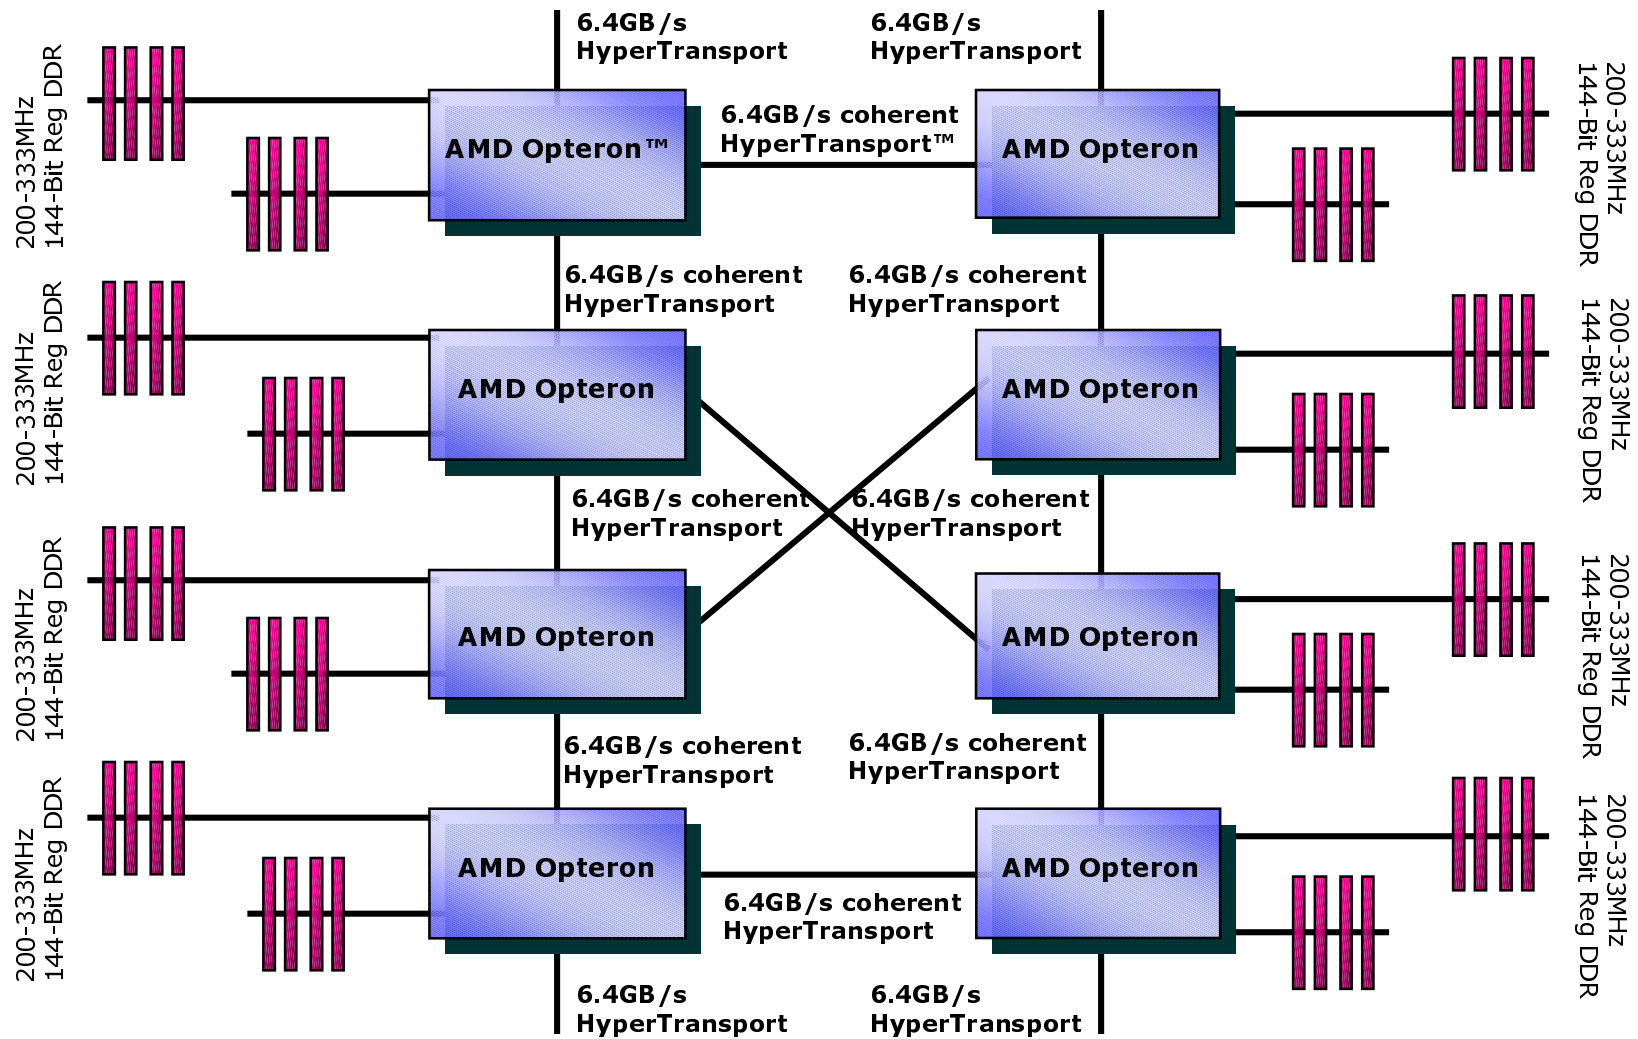 6.4GB/s
HyperTransport
6.4GB/s
HyperTransport
200-333MHz
144-Bit Reg DDR
AMD Opteron™
6.4GB/s coherent
HyperTransport™
AMD Opteron
200-333MHz
144-Bit Reg DDR
6.4GB/s coherent
HyperTransport
6.4GB/s coherent
HyperTransport
200-333MHz
144-Bit Reg DDR
AMD Opteron
AMD Opteron
200-333MHz
144-Bit Reg DDR
6.4GB/s coherent
HyperTransport
6.4GB/s coherent
HyperTransport
200-333MHz
144-Bit Reg DDR
AMD Opteron
AMD Opteron
200-333MHz
144-Bit Reg DDR
6.4GB/s coherent
HyperTransport
6.4GB/s coherent
HyperTransport
200-333MHz
144-Bit Reg DDR
AMD Opteron
AMD Opteron
200-333MHz
144-Bit Reg DDR
6.4GB/s coherent
HyperTransport
6.4GB/s
HyperTransport
6.4GB/s
HyperTransport